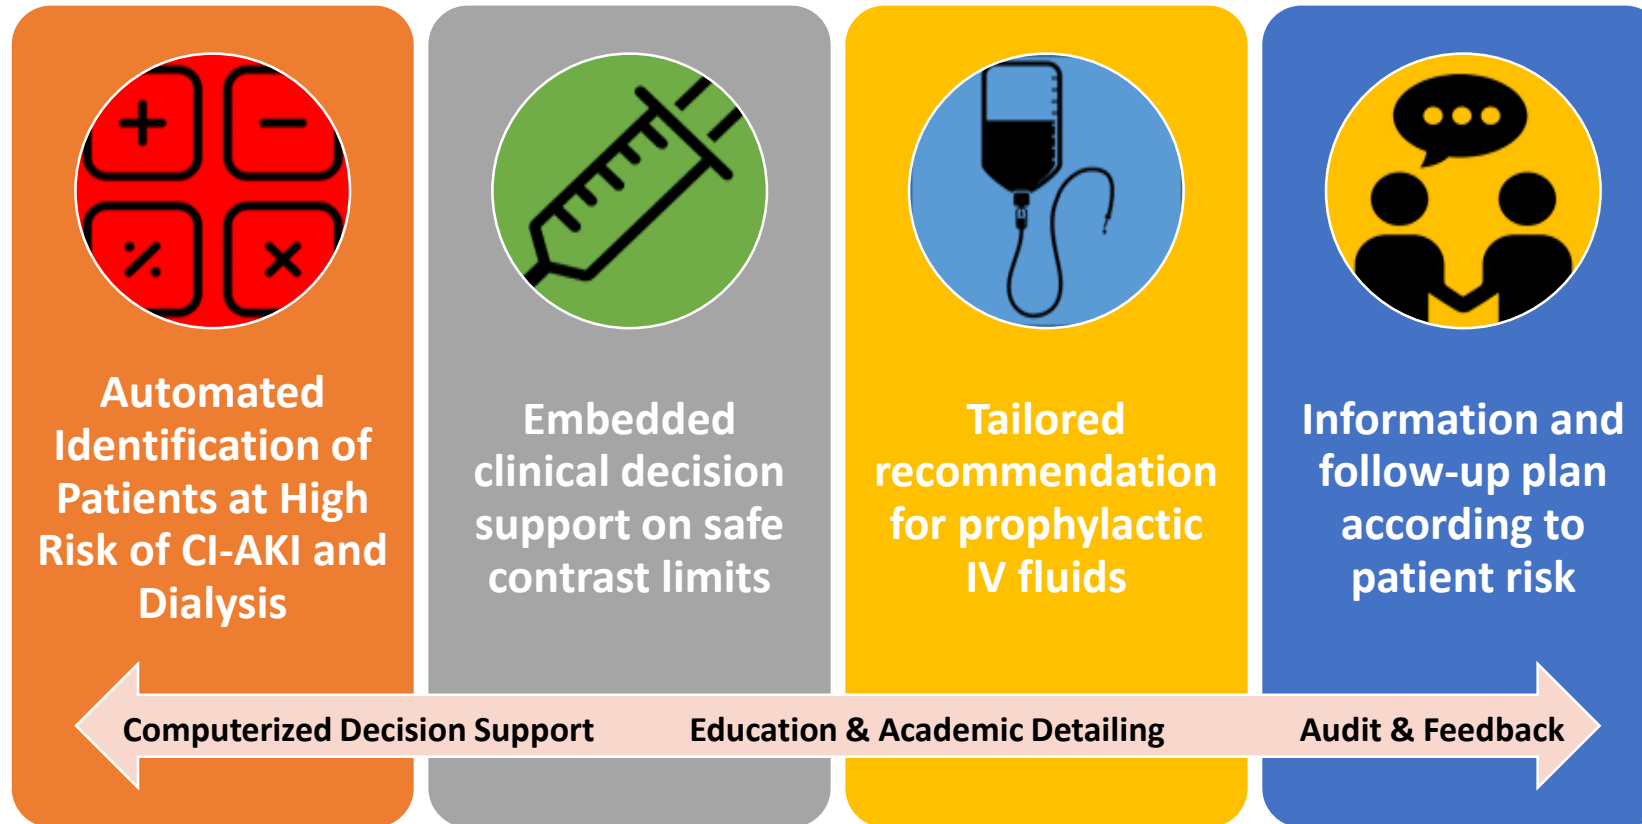 Automated
Identification of
Patients at High
Risk of CI-AKI and
Dialysis
Embedded
clinical decision
support on safe
contrast limits
Tailored
recommendation
for prophylactic
IV fluids
Information and
follow-up plan
according to
patient risk
Computerized Decision Support
Education & Academic Detailing
Audit & Feedback